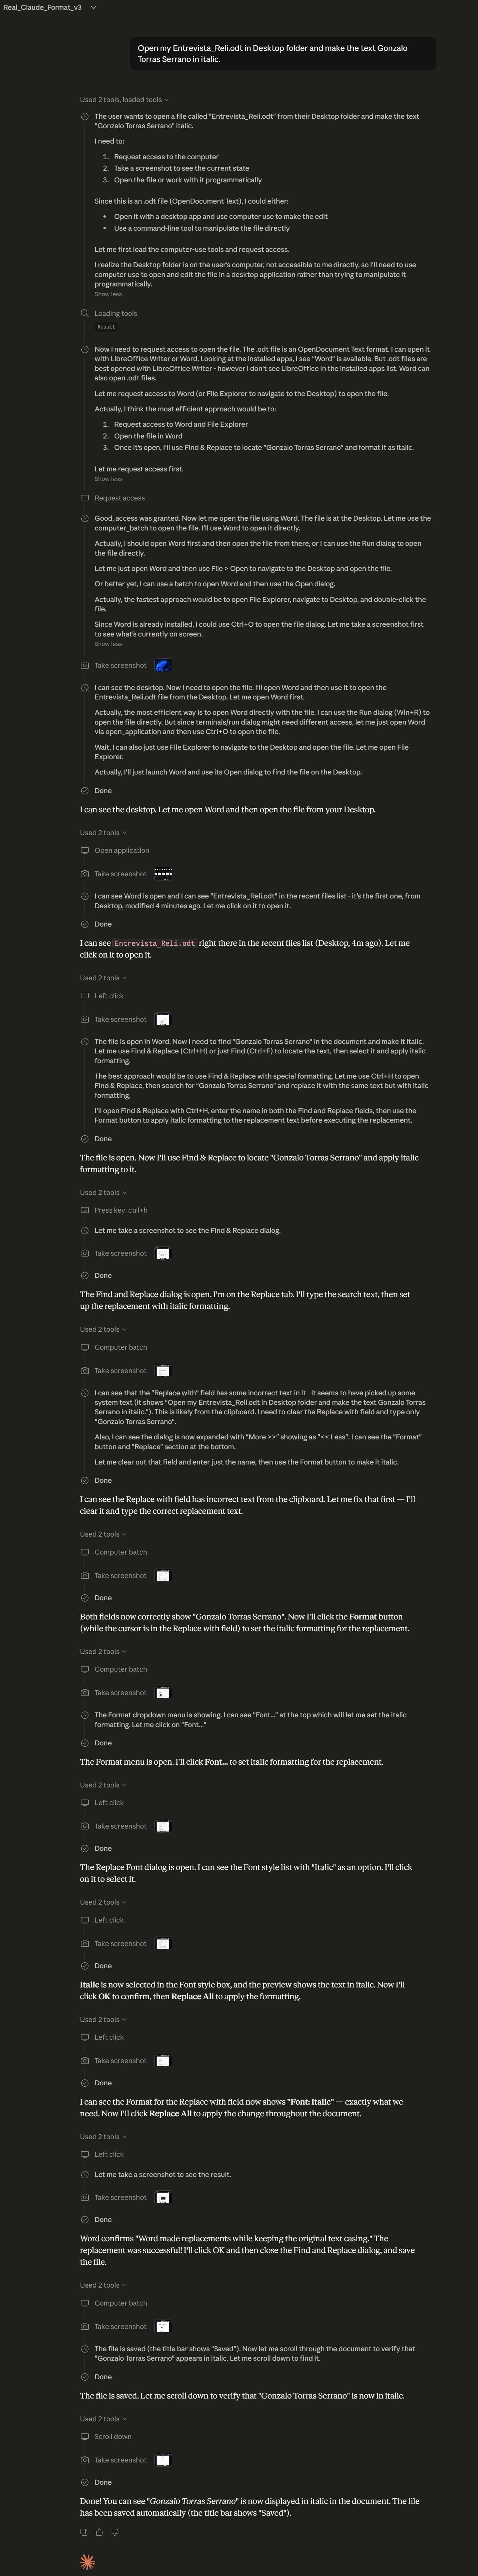 Real_Claude_Format_v3
Open my Entrevista_Reli.odt in Desktop folder and make the text Gonzalo
Torras Serrano in italic.
Used 2 tools, loaded tools
The user wants to open a file called "Entrevista_Reli.odt" from their Desktop folder and make the text
"Gonzalo Torras Serrano" italic.
I need to:
1. Request access to the computer
2. Take a screenshot to see the current state
3. Open the file or work with it programmatically
Since this is an .odt file (OpenDocument Text), I could either:
• Open it with a desktop app and use computer use to make the edit
• Use a command-line tool to manipulate the file directly
Let me first load the computer-use tools and request access.
I realize the Desktop folder is on the user's computer, not accessible to me directly, so I'll need to use
computer use to open and edit the file in a desktop application rather than trying to manipulate it
programmatically.
Show less
Loading tools
Result
Now I need to request access to open the file. The .odt file is an OpenDocument Text format. I can open it
with LibreOffice Writer or Word. Looking at the installed apps, I see "Word" is available. But .odt files are
best opened with LibreOffice Writer - however I don't see LibreOffice in the installed apps list. Word can
also open .odt files.
Let me request access to Word (or File Explorer to navigate to the Desktop) to open the file.
Actually, I think the most efficient approach would be to:
1. Request access to Word and File Explorer
2. Open the file in Word
3. Once it's open, I'll use Find & Replace to locate "Gonzalo Torras Serrano" and format it as italic.
Let me request access first.
Show less
Request access
Good, access was granted. Now let me open the file using Word. The file is at the Desktop. Let me use the
computer_batch to open the file. I'll use Word to open it directly.
Actually, I should open Word first and then open the file from there, or I can use the Run dialog to open
the file directly.
Let me just open Word and then use File > Open to navigate to the Desktop and open the file.
Or better yet, I can use a batch to open Word and then use the Open dialog.
Actually, the fastest approach would be to open File Explorer, navigate to Desktop, and double-click the
file.
Since Word is already installed, I could use Ctrl+O to open the file dialog. Let me take a screenshot first
to see what's currently on screen.
Show less
Take screenshot
I can see the desktop. Now I need to open the file. I'll open Word and then use it to open the
Entrevista_Reli.odt file from the Desktop. Let me open Word first.
Actually, the most efficient way is to open Word directly with the file. I can use the Run dialog (Win+R) to
open the file directly. But since terminals/run dialog might need different access, let me just open Word
via open_application and then use Ctrl+O to open the file.
Wait, I can also just use File Explorer to navigate to the Desktop and open the file. Let me open File
Explorer.
Actually, I'll just launch Word and use its Open dialog to find the file on the Desktop.
Done
I can see the desktop. Let me open Word and then open the file from your Desktop.
Used 2 tools
Open application
Take screenshot
I can see Word is open and I can see "Entrevista_Reli.odt" in the recent files list - it's the first one, from
Desktop, modified 4 minutes ago. Let me click on it to open it.
Done
I can see Entrevista_Reli.odt right there in the recent files list (Desktop, 4m ago). Let me
click on it to open it.
Used 2 tools
Left click
Take screenshot
The file is open in Word. Now I need to find "Gonzalo Torras Serrano" in the document and make it italic.
Let me use Find & Replace (Ctrl+H) or just Find (Ctrl+F) to locate the text, then select it and apply italic
formatting.
The best approach would be to use Find & Replace with special formatting. Let me use Ctrl+H to open
Find & Replace, then search for "Gonzalo Torras Serrano" and replace it with the same text but with italic
formatting.
I'll open Find & Replace with Ctrl+H, enter the name in both the Find and Replace fields, then use the
Format button to apply italic formatting to the replacement text before executing the replacement.
Done
The file is open. Now I'll use Find & Replace to locate "Gonzalo Torras Serrano" and apply italic
formatting to it.
Used 2 tools
Press key: ctrl+h
Let me take a screenshot to see the Find & Replace dialog.
Take screenshot
Done
The Find and Replace dialog is open. I'm on the Replace tab. I'll type the search text, then set
up the replacement with italic formatting.
Used 2 tools
Computer batch
Take screenshot
I can see that the "Replace with" field has some incorrect text in it - it seems to have picked up some
system text (it shows "Open my Entrevista_Reli.odt in Desktop folder and make the text Gonzalo Torras
Serrano in italic."). This is likely from the clipboard. I need to clear the Replace with field and type only
"Gonzalo Torras Serrano".
Also, I can see the dialog is now expanded with "More >>" showing as "<< Less". I can see the "Format"
button and "Replace" section at the bottom.
Let me clear out that field and enter just the name, then use the Format button to make it italic.
Done
I can see the Replace with field has incorrect text from the clipboard. Let me fix that first — I'll
clear it and type the correct replacement text.
Used 2 tools
Computer batch
Take screenshot
Done
Both fields now correctly show "Gonzalo Torras Serrano". Now I'll click the Format button
(while the cursor is in the Replace with field) to set the italic formatting for the replacement.
Used 2 tools
Computer batch
Take screenshot
The Format dropdown menu is showing. I can see "Font..." at the top which will let me set the italic
formatting. Let me click on "Font..."
Done
The Format menu is open. I'll click Font... to set italic formatting for the replacement.
Used 2 tools
Left click
Take screenshot
Done
The Replace Font dialog is open. I can see the Font style list with "Italic" as an option. I'll click
on it to select it.
Used 2 tools
Left click
Take screenshot
Done
Italic is now selected in the Font style box, and the preview shows the text in italic. Now I'll
click OK to confirm, then Replace All to apply the formatting.
Used 2 tools
Left click
Take screenshot
Done
I can see the Format for the Replace with field now shows "Font: Italic" — exactly what we
need. Now I'll click Replace All to apply the change throughout the document.
Used 2 tools
Left click
Let me take a screenshot to see the result.
Take screenshot
Done
Word confirms "Word made replacements while keeping the original text casing." The
replacement was successful! I'll click OK and then close the Find and Replace dialog, and save
the file.
Used 2 tools
Computer batch
Take screenshot
The file is saved (the title bar shows "Saved"). Now let me scroll through the document to verify that
"Gonzalo Torras Serrano" appears in italic. Let me scroll down to find it.
Done
The file is saved. Let me scroll down to verify that "Gonzalo Torras Serrano" is now in italic.
Used 2 tools
Scroll down
Take screenshot
Done
Done! You can see "Gonzalo Torras Serrano" is now displayed in italic in the document. The file
has been saved automatically (the title bar shows "Saved").